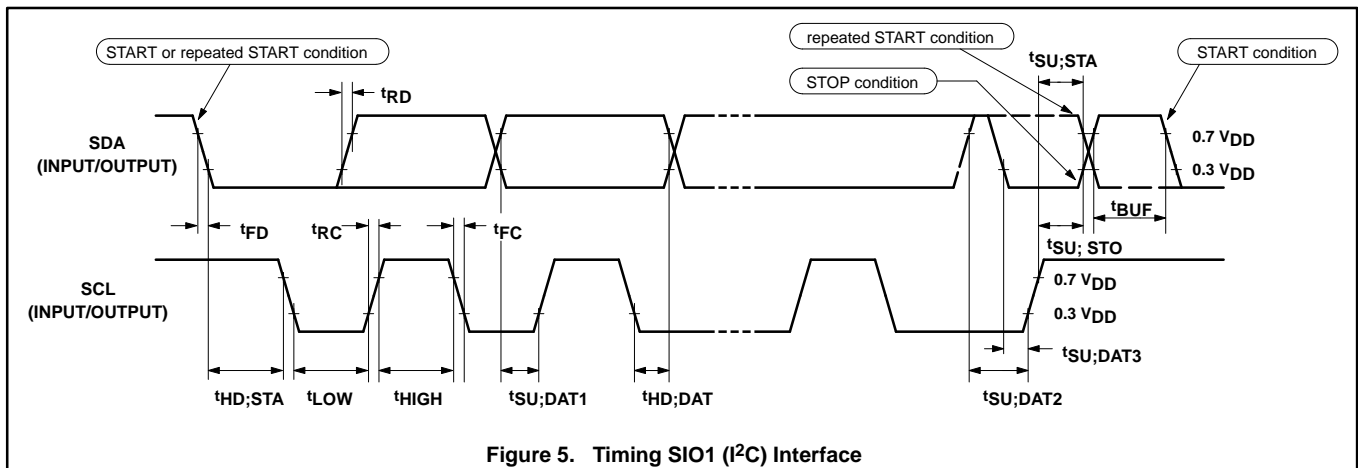 START or repeated START condition
repeated START condition
START condition
STOP condition
tSU;STA
tRD
SDA
(INPUT/OUTPUT)
0.7 VDD
0.3 VDD
tFD
tRC
tFC
tBUF
tSU; STO
SCL
(INPUT/OUTPUT)
0.7 VDD
0.3 VDD
tSU;DAT3
tHD;STA
tLOW
tHIGH
tSU;DAT1
tHD;DAT
tSU;DAT2
Figure 5. Timing SIO1 (I²C) Interface